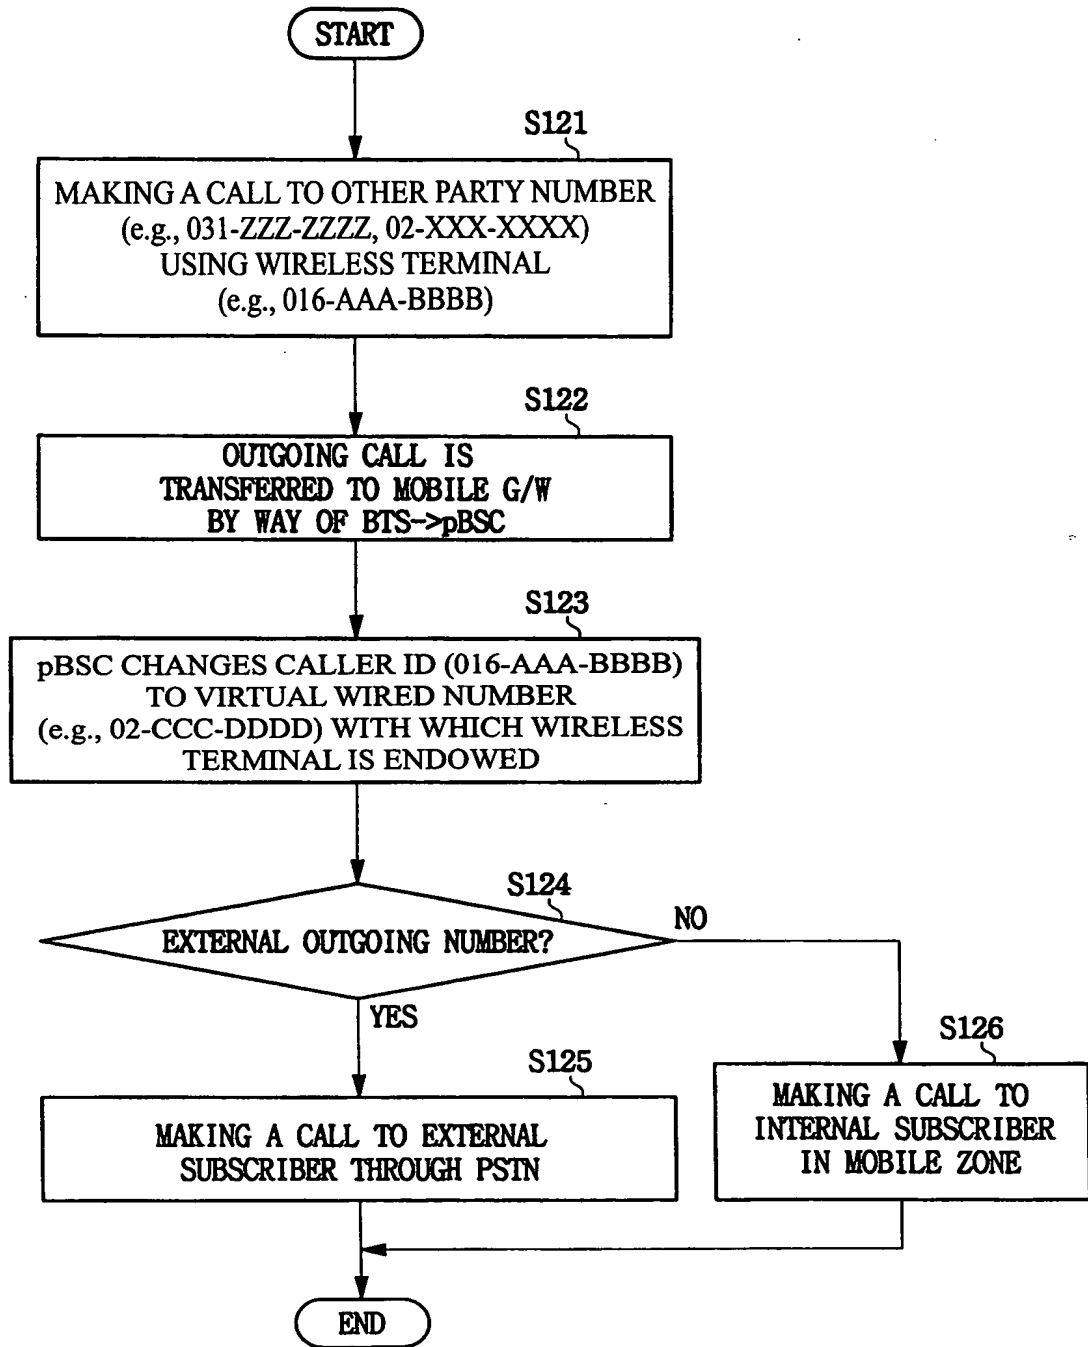 START
S121
MAKING A CALL TO OTHER PARTY NUMBER
(e.g., 031-ZZZ-ZZZZ, 02-XXX-XXXX)
USING WIRELESS TERMINAL
(e.g., 016-AAA-BBBB)
S122
OUTGOING CALL IS
TRANSFERRED TO MOBILE G/W
BY WAY OF BTS->pBSC
S123
pBSC CHANGES CALLER ID (016-AAA-BBBB)
TO VIRTUAL WIRED NUMBER
(e.g., 02-CCC-DDDD) WITH WHICH WIRELESS
TERMINAL IS ENDOWED
S124
EXTERNAL OUTGOING NUMBER?
NO
YES
S125
MAKING A CALL TO EXTERNAL
SUBSCRIBER THROUGH PSTN
S126
MAKING A CALL TO
INTERNAL SUBSCRIBER
IN MOBILE ZONE
END